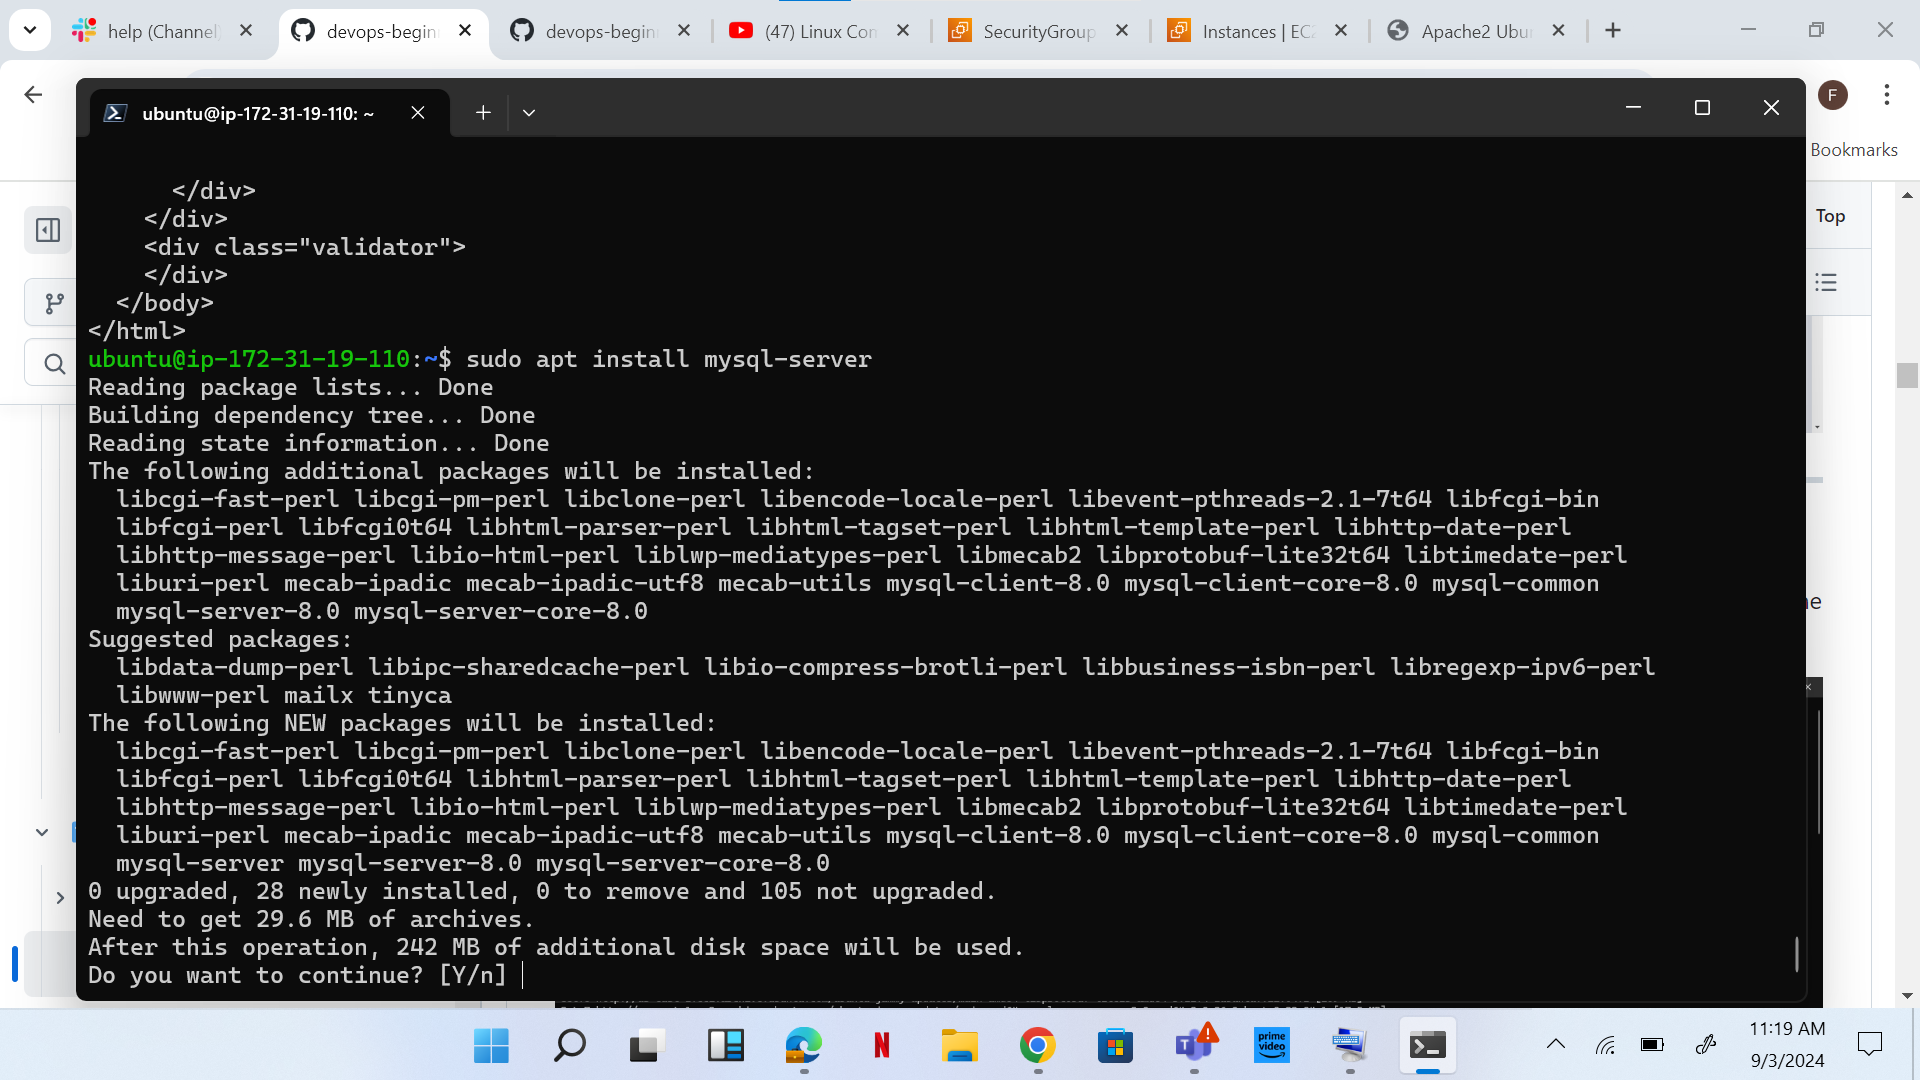 help (Channel)
devops-begin
devops-begin
(47) Linux Con
SecurityGroup
Instances | EC2
Apache2 Ubu
F
Bookmarks
ubuntu@ip-172-31-19-110: ~
Top
</div>
</div>
<div class="validator">
</div>
</body>
</html>
ubuntu@ip-172-31-19-110:~$ sudo apt install mysql-server
Reading package lists... Done
Building dependency tree... Done
Reading state information... Done
The following additional packages will be installed:
libcgi-fast-perl libcgi-pm-perl libclone-perl libencode-locale-perl libevent-pthreads-2.1-7t64 libfcgi-bin
libfcgi-perl libfcgi0t64 libhtml-parser-perl libhtml-tagset-perl libhtml-template-perl libhttp-date-perl
libhttp-message-perl libio-html-perl liblwp-mediatypes-perl libmecab2 libprotobuf-lite32t64 libtimedate-perl
liburi-perl mecab-ipadic mecab-ipadic-utf8 mecab-utils mysql-client-8.0 mysql-client-core-8.0 mysql-common
mysql-server-8.0 mysql-server-core-8.0
Suggested packages:
libdata-dump-perl libipc-sharedcache-perl libio-compress-brotli-perl libbusiness-isbn-perl libregexp-ipv6-perl
libwww-perl mailx tinyca
The following NEW packages will be installed:
libcgi-fast-perl libcgi-pm-perl libclone-perl libencode-locale-perl libevent-pthreads-2.1-7t64 libfcgi-bin
libfcgi-perl libfcgi0t64 libhtml-parser-perl libhtml-tagset-perl libhtml-template-perl libhttp-date-perl
libhttp-message-perl libio-html-perl liblwp-mediatypes-perl libmecab2 libprotobuf-lite32t64 libtimedate-perl
liburi-perl mecab-ipadic mecab-ipadic-utf8 mecab-utils mysql-client-8.0 mysql-client-core-8.0 mysql-common
mysql-server mysql-server-8.0 mysql-server-core-8.0
0 upgraded, 28 newly installed, 0 to remove and 105 not upgraded.
Need to get 29.6 MB of archives.
After this operation, 242 MB of additional disk space will be used.
Do you want to continue? [Y/n]
N
prime video
11:19 AM
9/3/2024